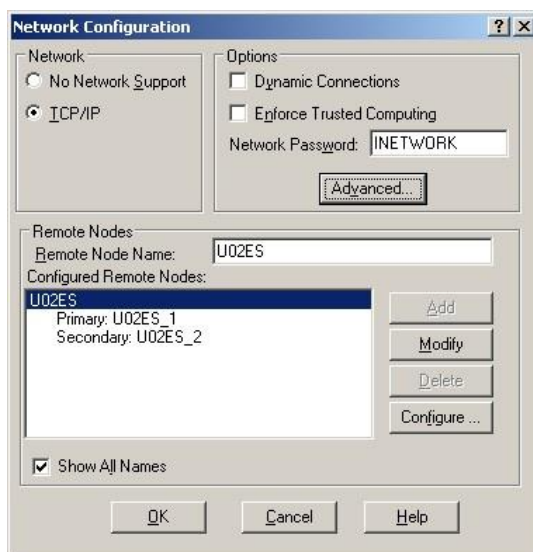 Network Configuration
Network
No Network Support
TCP/IP
Options
Dynamic Connections
Enforce Trusted Computing
Network Password: INETWORK
Advanced...
Remote Nodes
Remote Node Name: U02ES
Configured Remote Nodes:
U02ES
Primary: U02ES_1
Secondary: U02ES_2
Add
Modify
Delete
Configure ...
Show All Names
OK Cancel Help